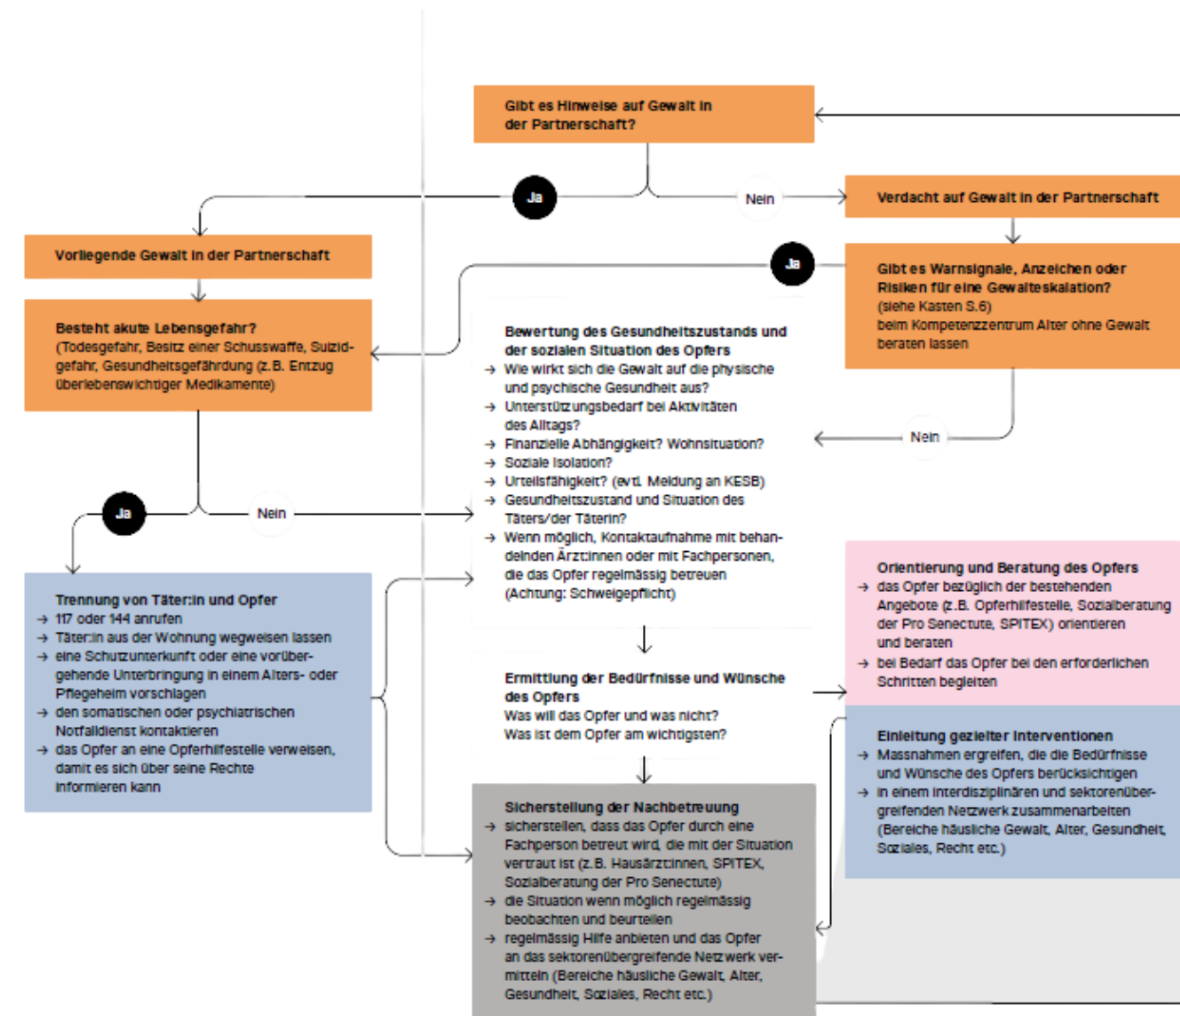 Gibt es Hinweise auf Gewalt in
der Partnerschaft?
Ja
Nein
Verdacht auf Gewalt in der Partnerschaft
Vorliegende Gewalt in der Partnerschaft
Ja
Gibt es Warnsignale, Anzeichen oder
Risiken für eine Gewalteskalation?
(siehe Kasten S.6)
beim Kompetenzzentrum Alter ohne Gewalt
beraten lassen
Besteht akute Lebensgefahr?
(Todesgefahr, Besitz einer Schusswaffe, Suizid-
gefahr, Gesundheitsgefährdung (z.B. Entzug
überlebenswichtiger Medikamente)
Nein
Bewertung des Gesundheitszustands und
der sozialen Situation des Opfers
→ Wie wirkt sich die Gewalt auf die physische
und psychische Gesundheit aus?
→ Unterstützungsbedarf bei Aktivitäten
des Alltags?
→ Finanzielle Abhängigkeit? Wohnsituation?
→ Soziale Isolation?
→ Urteilsfähigkeit? (evtl. Meldung an KESB)
→ Gesundheitszustand und Situation des
Täters/der Täterin?
→ Wenn möglich, Kontaktaufnahme mit behan-
delnden Ärzt:innen oder mit Fachpersonen,
die das Opfer regelmässig betreuen
(Achtung: Schweigepflicht)
Ja
Nein
Trennung von Täter:in und Opfer
→ 117 oder 144 anrufen
→ Täter:in aus der Wohnung wegweisen lassen
→ eine Schutzunterkunft oder eine vorüber-
gehende Unterbringung in einem Alters- oder
Pflegeheim vorschlagen
→ den somatischen oder psychiatrischen
Notfalldienst kontaktieren
→ das Opfer an eine Opferhilfestelle verweisen,
damit es sich über seine Rechte
informieren kann
Ermittlung der Bedürfnisse und Wünsche
des Opfers
Was will das Opfer und was nicht?
Was ist dem Opfer am wichtigsten?
Orientierung und Beratung des Opfers
→ das Opfer bezüglich der bestehenden
Angebote (z.B. Opferhilfestelle, Sozialberatung
der Pro Senectute, SPITEX) orientieren
und beraten
→ bei Bedarf das Opfer bei den erforderlichen
Schritten begleiten
Einleitung gezielter Interventionen
→ Massnahmen ergreifen, die die Bedürfnisse
und Wünsche des Opfers berücksichtigen
→ in einem interdisziplinären und sektorenüber-
greifenden Netzwerk zusammenarbeiten
(Bereiche häusliche Gewalt, Alter, Gesundheit,
Soziales, Recht etc.)
Sicherstellung der Nachbetreuung
→ sicherstellen, dass das Opfer durch eine
Fachperson betreut wird, die mit der Situation
vertraut ist (z.B. Hausärzt:innen, SPITEX,
Sozialberatung der Pro Senectute)
→ die Situation wenn möglich regelmässig
beobachten und beurteilen
→ regelmässig Hilfe anbieten und das Opfer
an das sektorenübergreifende Netzwerk ver-
mitteln (Bereiche häusliche Gewalt, Alter,
Gesundheit, Soziales, Recht etc.)